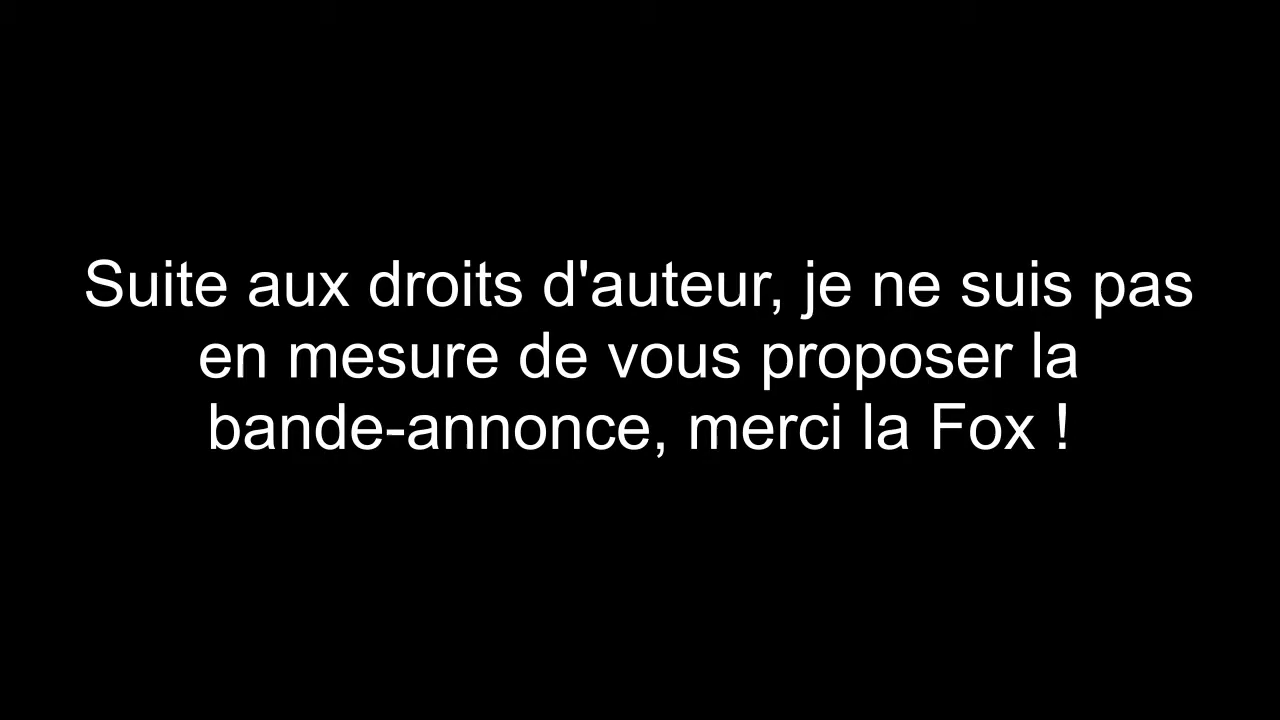 Suite aux droits d'auteur, je ne suis pas
en mesure de vous proposer la
bande-annonce, merci la Fox !